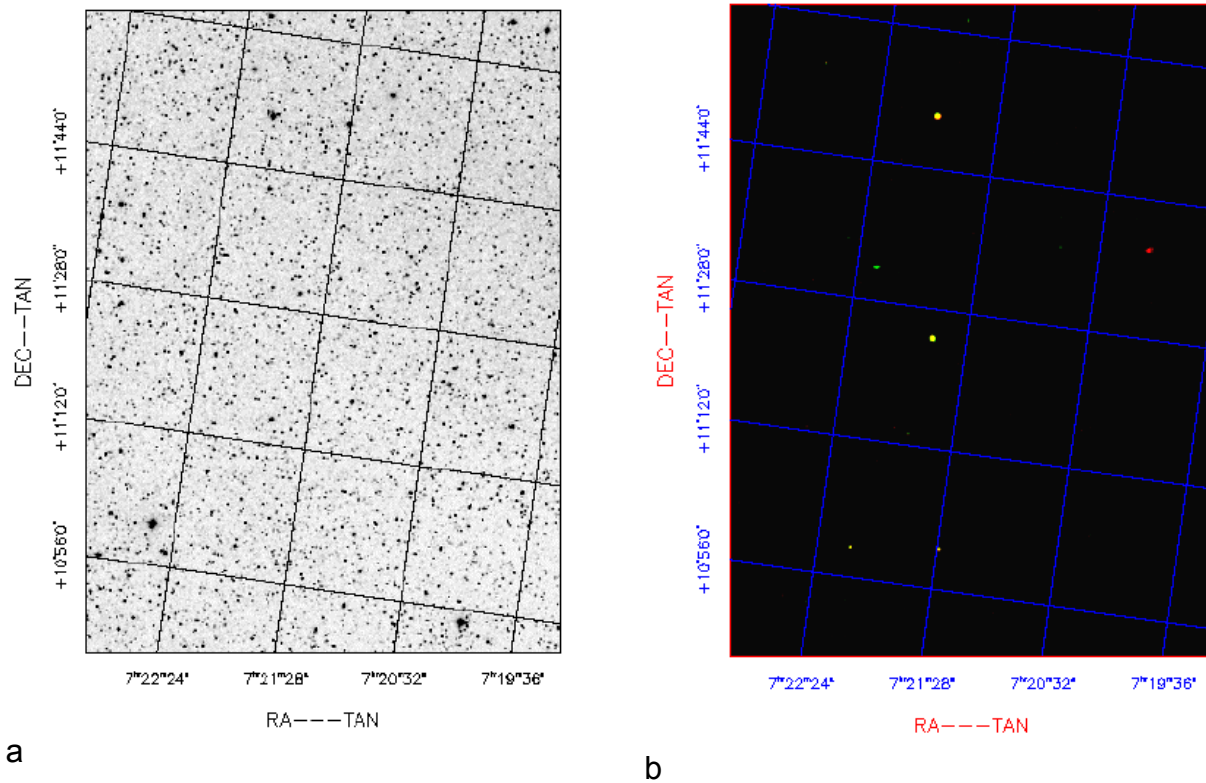 +11°44'0"
+11°28'0"
+11°12'0"
+10°56'0"
DEC---TAN
7ʰ22ᵐ24ˢ 7ʰ21ᵐ28ˢ 7ʰ20ᵐ32ˢ 7ʰ19ᵐ36ˢ
RA---TAN
a
+11°44'0"
+11°28'0"
+11°12'0"
+10°56'0"
DEC---TAN
7ʰ22ᵐ24ˢ 7ʰ21ᵐ28ˢ 7ʰ20ᵐ32ˢ 7ʰ19ᵐ36ˢ
RA---TAN
b